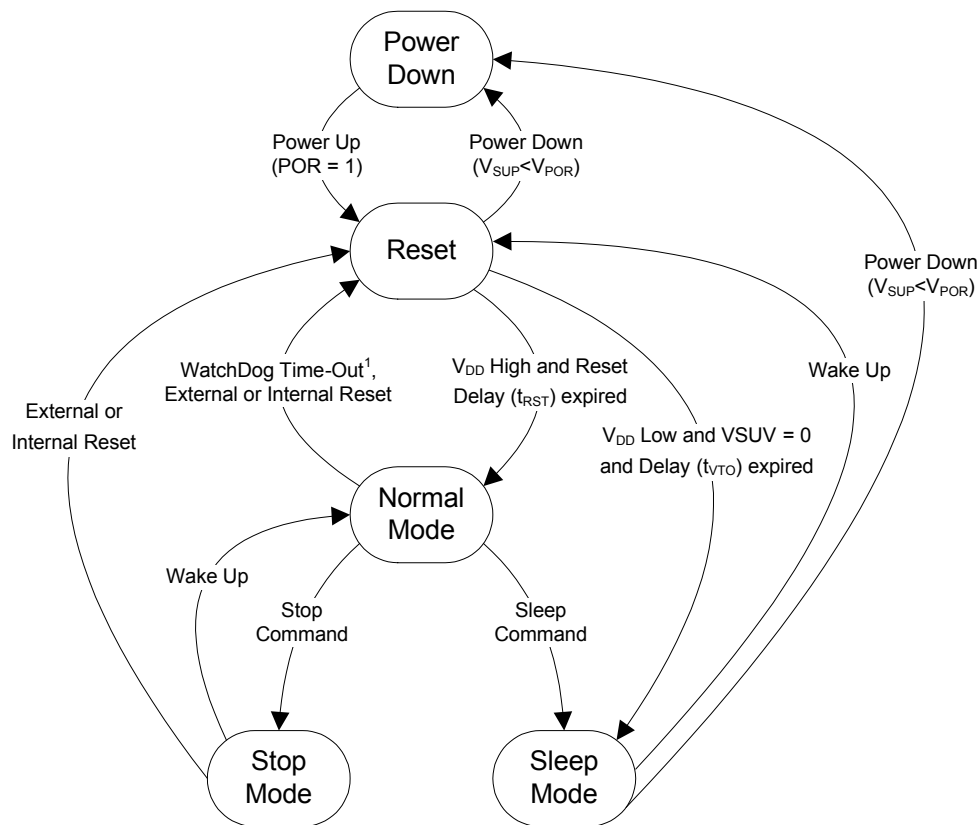 Power
Down
Power Up
(POR = 1)
Power Down
(VSUP<VPOR)
Reset
Power Down
(VSUP<VPOR)
WatchDog Time-Out1,
External or Internal Reset
VDD High and Reset
Delay (tRST) expired
Wake Up
External or
Internal Reset
VDD Low and VSUV = 0
and Delay (tVTO) expired
Normal
Mode
Wake Up
Stop
Command
Sleep
Command
Stop
Mode
Sleep
Mode